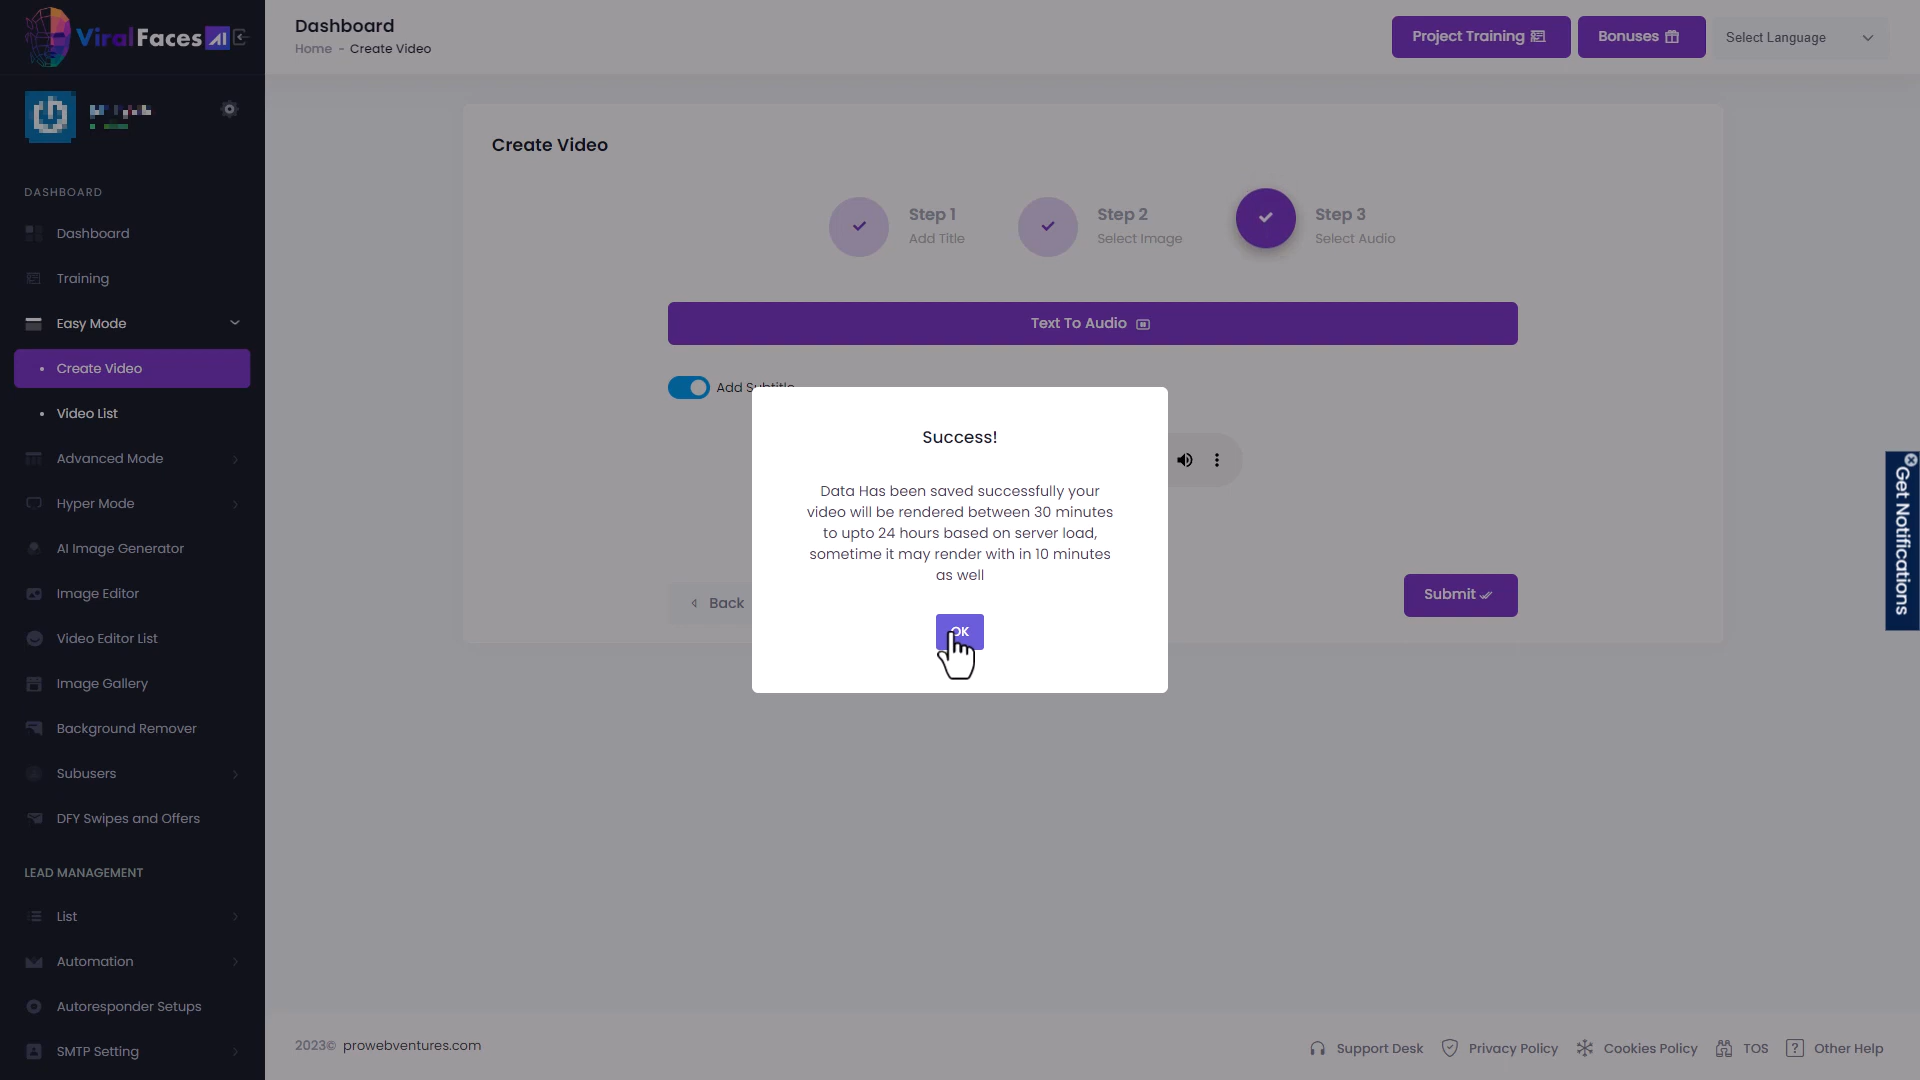 ViralFaces AI
Dashboard
Home - Create Video
Project Training
Bonuses
Select Language
DASHBOARD
Dashboard
Training
Easy Mode
Create Video
Video List
Advanced Mode
Hyper Mode
AI Image Generator
Image Editor
Video Editor List
Image Gallery
Background Remover
Subusers
DFY Swipes and Offers
LEAD MANAGEMENT
List
Automation
Autoresponder Setups
SMTP Setting
Create Video
Step 1
Add Title
Step 2
Select Image
Step 3
Select Audio
Text To Audio
Add Subtitle
Success!
Data Has been saved successfully your
video will be rendered between 30 minutes
to upto 24 hours based on server load,
sometime it may render with in 10 minutes
as well
OK
Back
Submit
Get Notifications
2023© prowebventures.com
Support Desk
Privacy Policy
Cookies Policy
TOS
Other Help